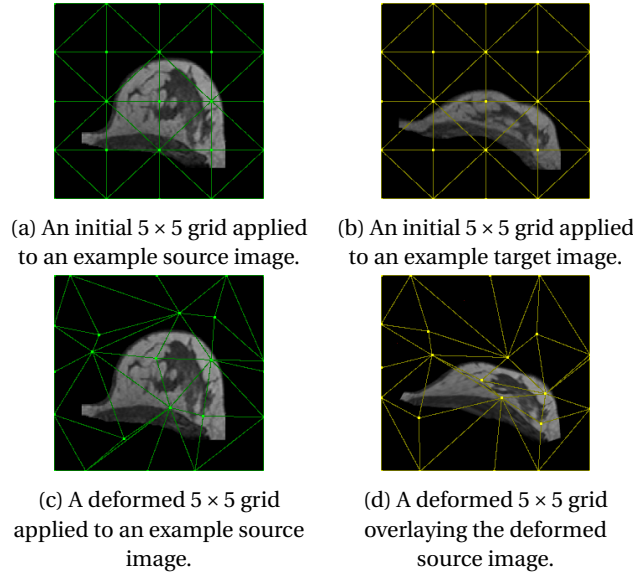 (a) An initial 5 × 5 grid applied
to an example source image.
(b) An initial 5 × 5 grid applied
to an example target image.
(c) A deformed 5 × 5 grid
applied to an example source
image.
(d) A deformed 5 × 5 grid
overlaying the deformed
source image.